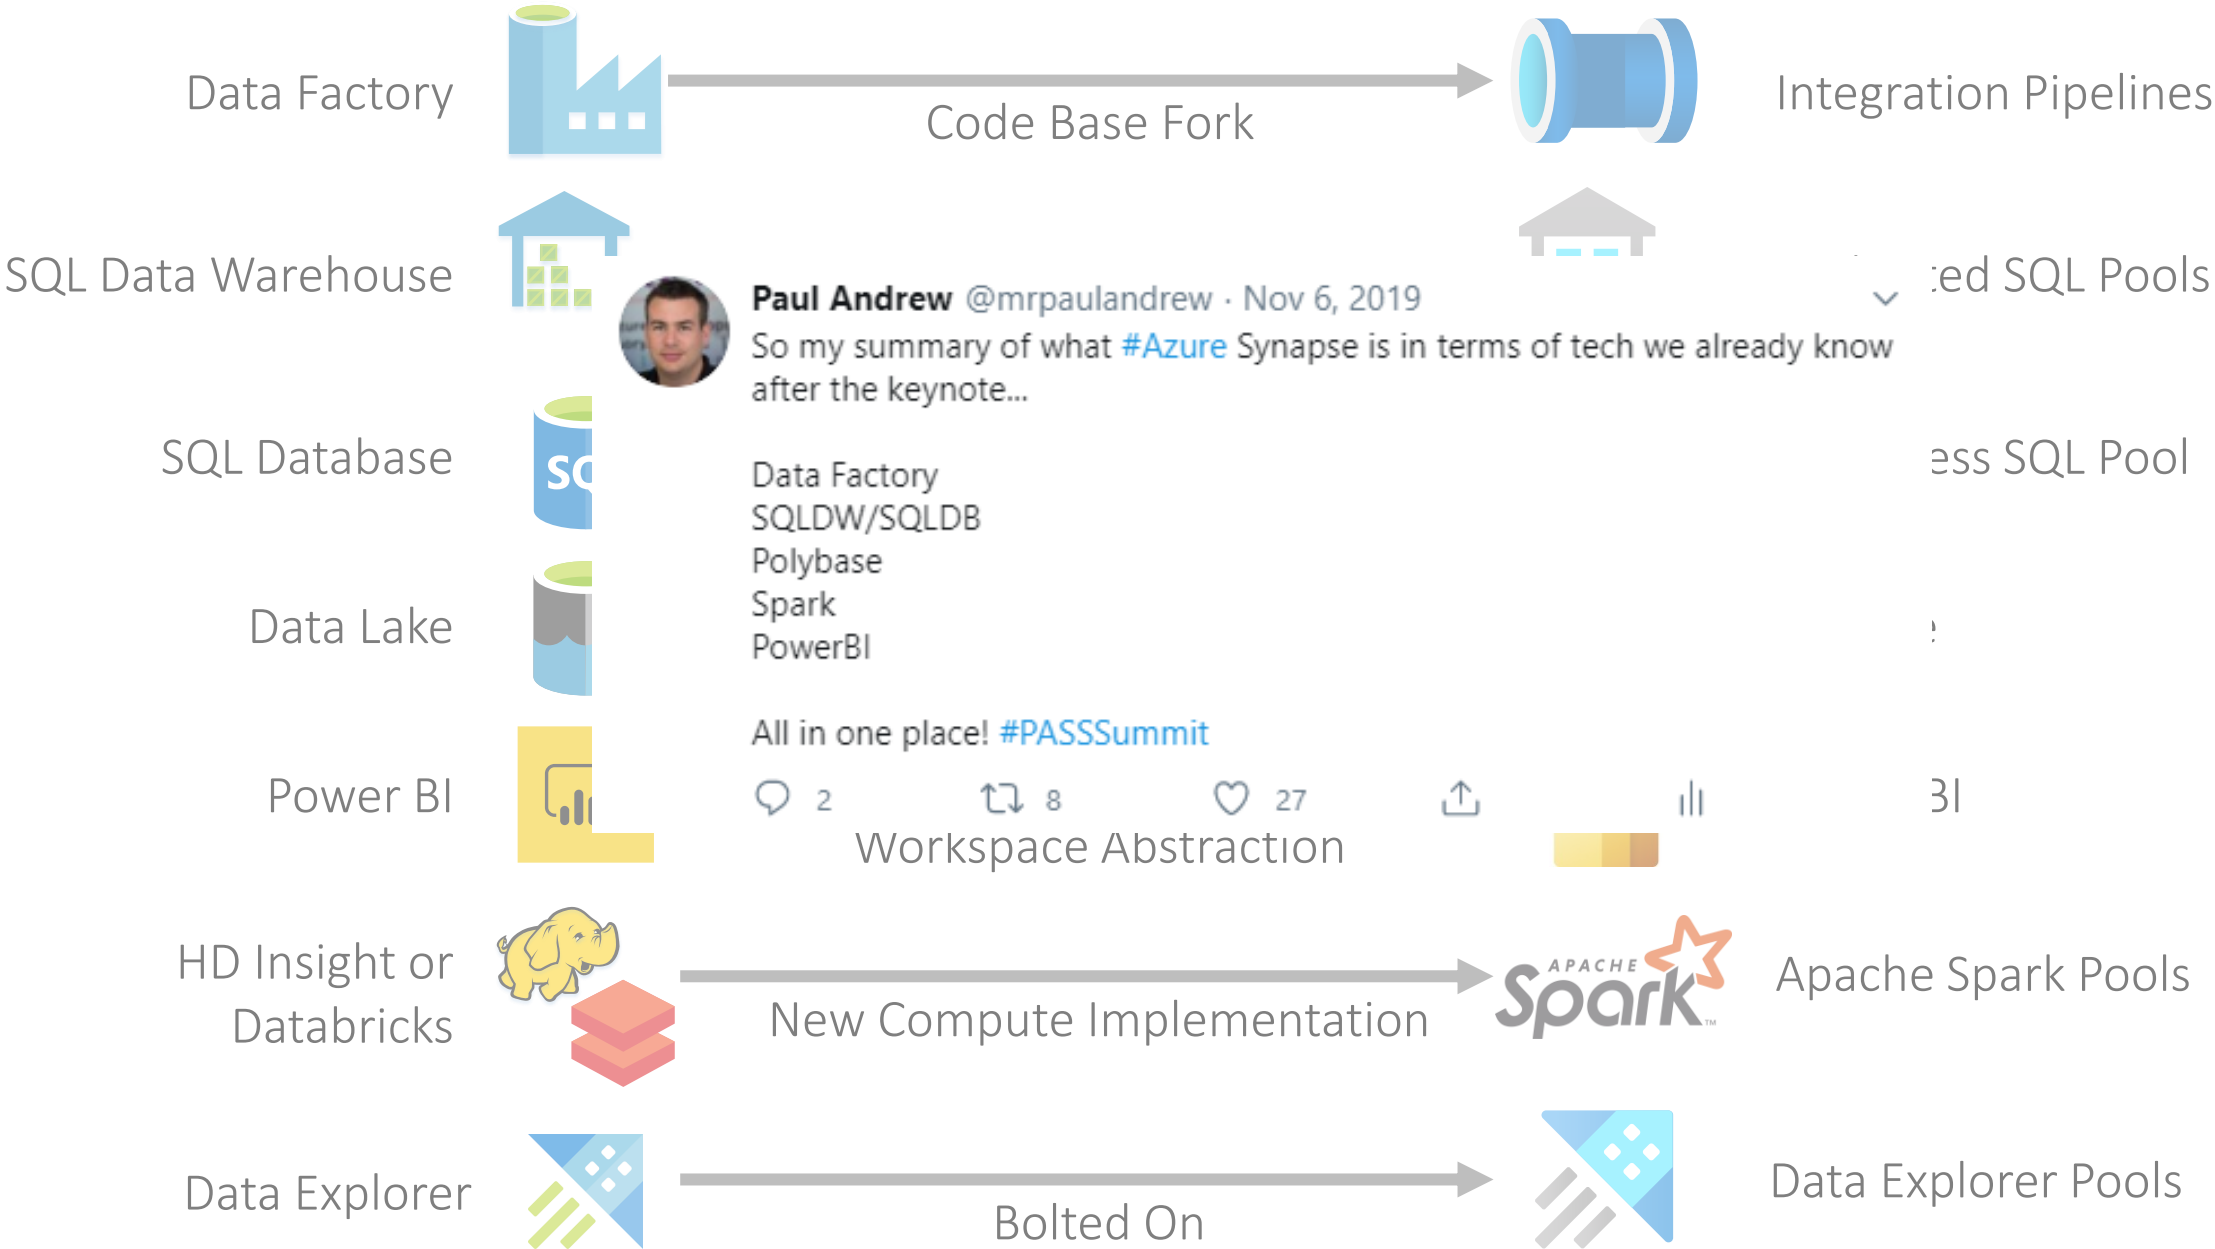 Data Factory
Code Base Fork
Integration Pipelines
SQL Data Warehouse
SQL Pools
Paul Andrew @mrpaulandrew · Nov 6, 2019
So my summary of what #Azure Synapse is in terms of tech we already know
after the keynote...
SQL Database
SQL Pool
Data Factory
SQLDW/SQLDB
Polybase
Spark
PowerBI
Data Lake
All in one place! #PASSSummit
Power BI
2 8 27
BI
Workspace Abstraction
HD Insight or
Databricks
New Compute Implementation
APACHE
Spark™
Apache Spark Pools
Data Explorer
Bolted On
Data Explorer Pools